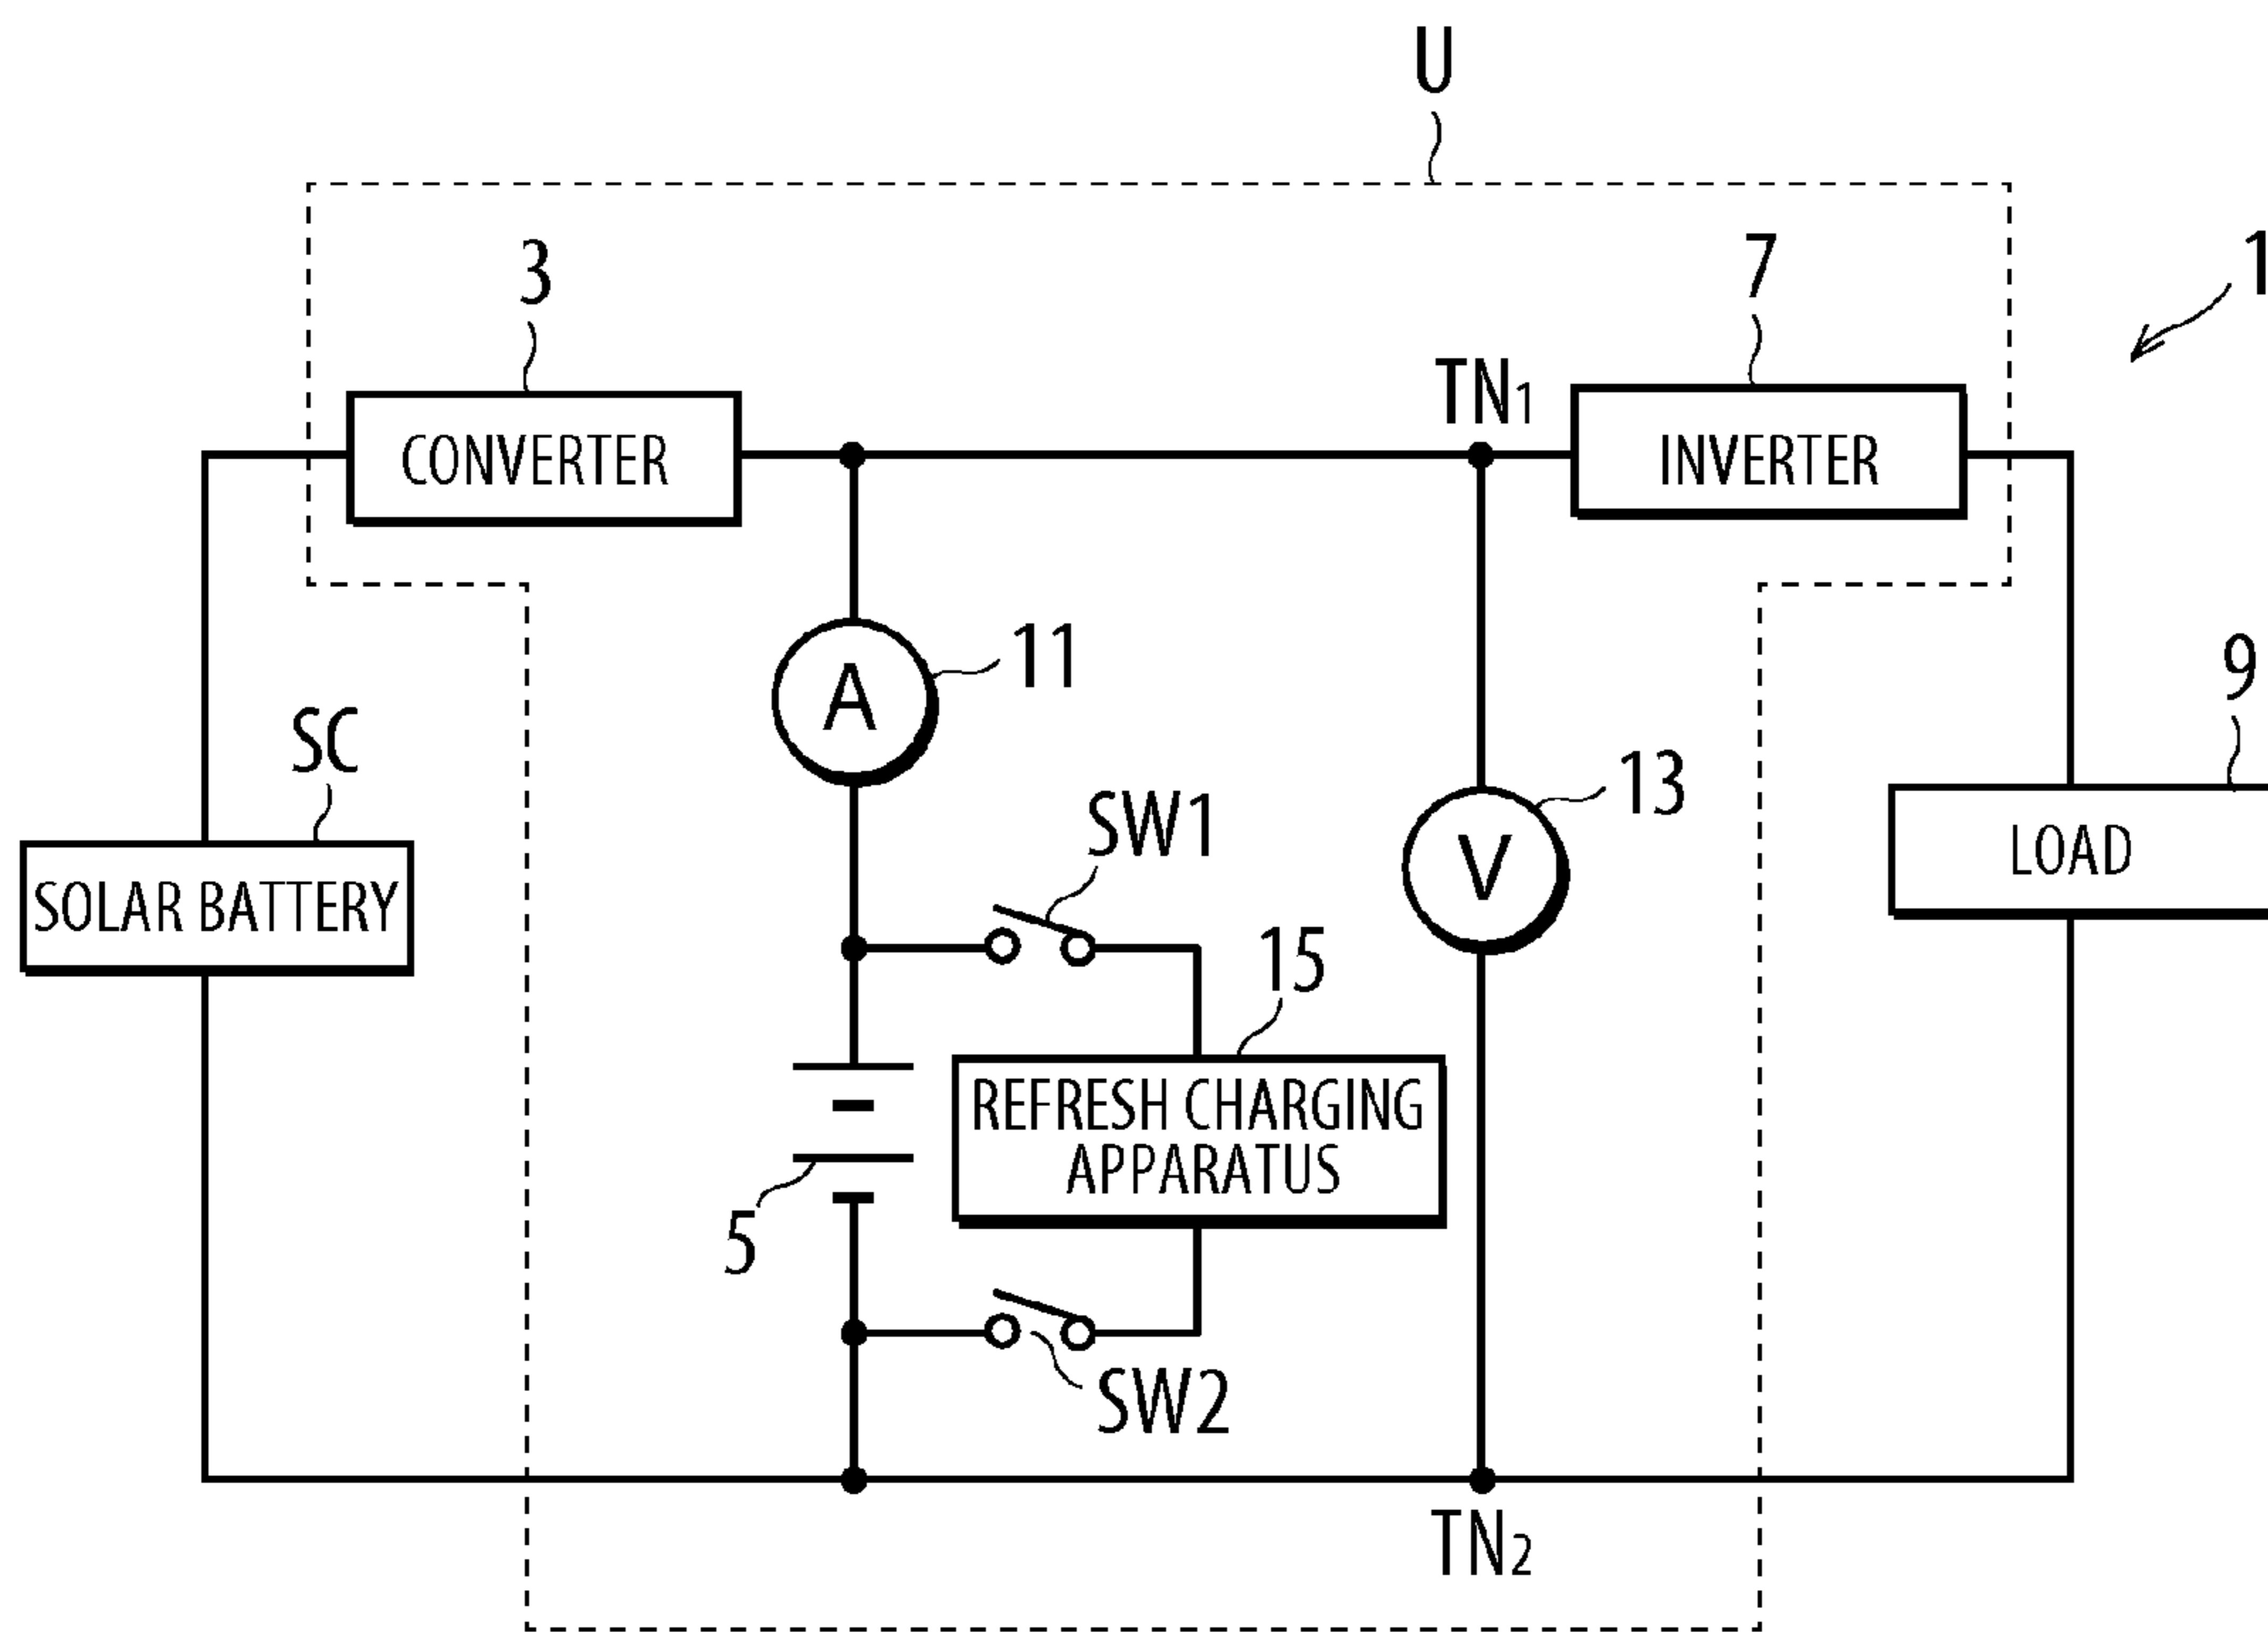 U
3
7
1
TN1
CONVERTER
INVERTER
11
A
9
SC
13
SW1
V
LOAD
SOLAR BATTERY
15
REFRESH CHARGING
APPARATUS
5
SW2
TN2